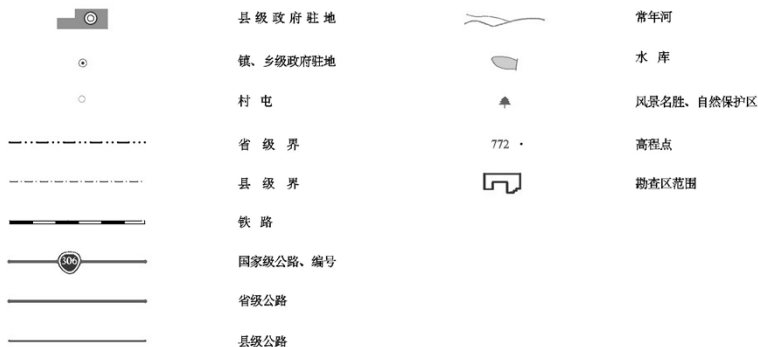 县级政府驻地
镇、乡级政府驻地
村 屯
省 级 界
县 级 界
铁 路
306
国家级公路、编号
省级公路
县级公路
常年河
水 库
风景名胜、自然保护区
772
高程点
勘查区范围